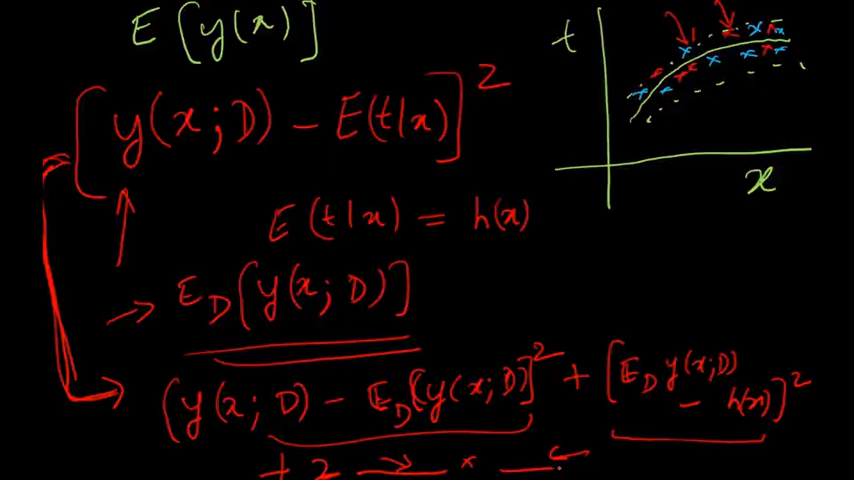 E[y(x)]
t
x
[y(x;D) - E(t|x)]²
E(t|x) = h(x)
→ E_D[y(x;D)]
(y(x;D) - E_D[y(x;D)]² + [E_D y(x;D) - h(x)]²
+ 2 → ×